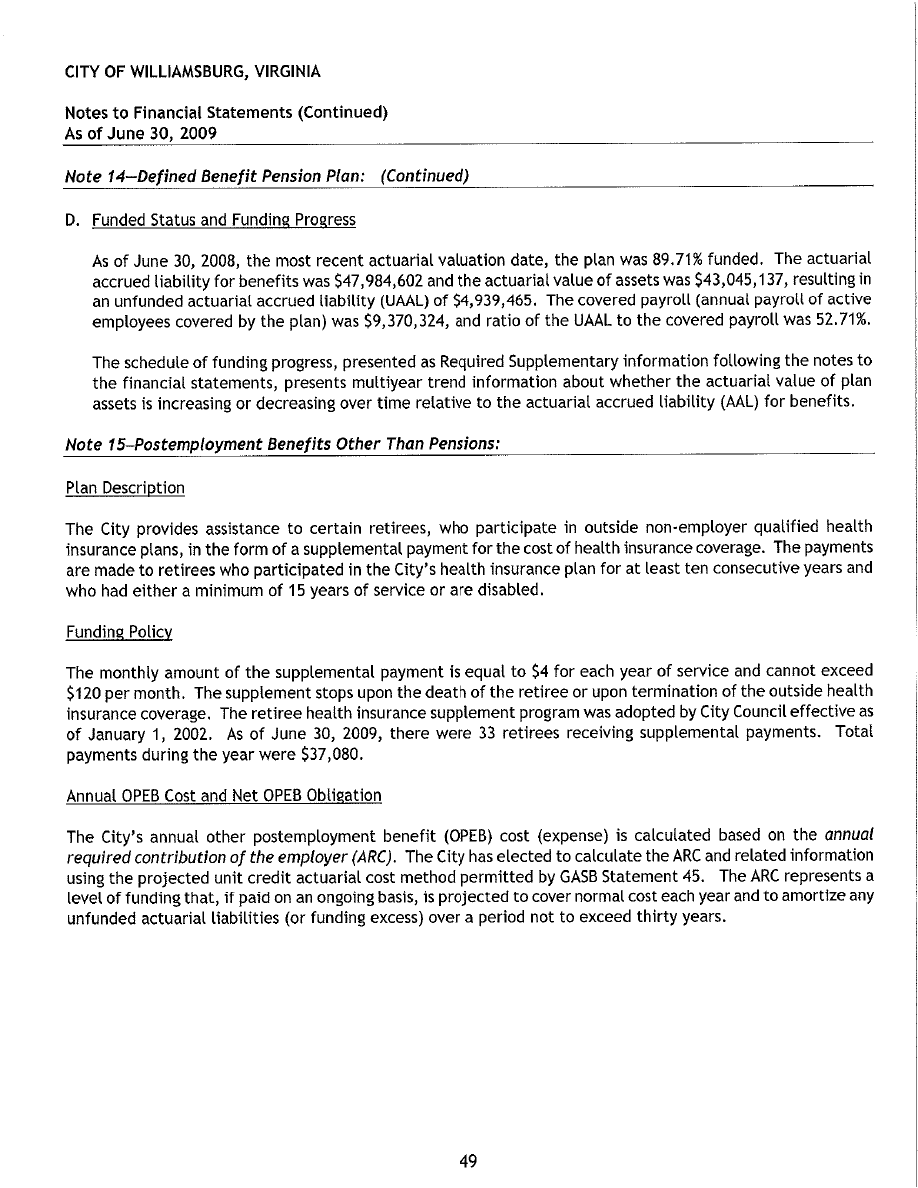 CITY OF WILLIAMSBURG, VIRGINIA
Notes to Financial Statements (Continued)
As of June 30, 2009
Note 14—Defined Benefit Pension Plan: (Continued)
D. Funded Status and Funding Progress
As of June 30, 2008, the most recent actuarial valuation date, the plan was 89.71% funded. The actuarial
accrued liability for benefits was $47,984,602 and the actuarial value of assets was $43,045,137, resulting in
an unfunded actuarial accrued liability (UAAL) of $4,939,465. The covered payroll (annual payroll of active
employees covered by the plan) was $9,370,324, and ratio of the UAAL to the covered payroll was 52.71%.
The schedule of funding progress, presented as Required Supplementary information following the notes to
the financial statements, presents multiyear trend information about whether the actuarial value of plan
assets is increasing or decreasing over time relative to the actuarial accrued liability (AAL) for benefits.
Note 15–Postemployment Benefits Other Than Pensions:
Plan Description
The City provides assistance to certain retirees, who participate in outside non-employer qualified health
insurance plans, in the form of a supplemental payment for the cost of health insurance coverage. The payments
are made to retirees who participated in the City's health insurance plan for at least ten consecutive years and
who had either a minimum of 15 years of service or are disabled.
Funding Policy
The monthly amount of the supplemental payment is equal to $4 for each year of service and cannot exceed
$120 per month. The supplement stops upon the death of the retiree or upon termination of the outside health
insurance coverage. The retiree health insurance supplement program was adopted by City Council effective as
of January 1, 2002. As of June 30, 2009, there were 33 retirees receiving supplemental payments. Total
payments during the year were $37,080.
Annual OPEB Cost and Net OPEB Obligation
The City's annual other postemployment benefit (OPEB) cost (expense) is calculated based on the annual
required contribution of the employer (ARC). The City has elected to calculate the ARC and related information
using the projected unit credit actuarial cost method permitted by GASB Statement 45. The ARC represents a
level of funding that, if paid on an ongoing basis, is projected to cover normal cost each year and to amortize any
unfunded actuarial liabilities (or funding excess) over a period not to exceed thirty years.
49